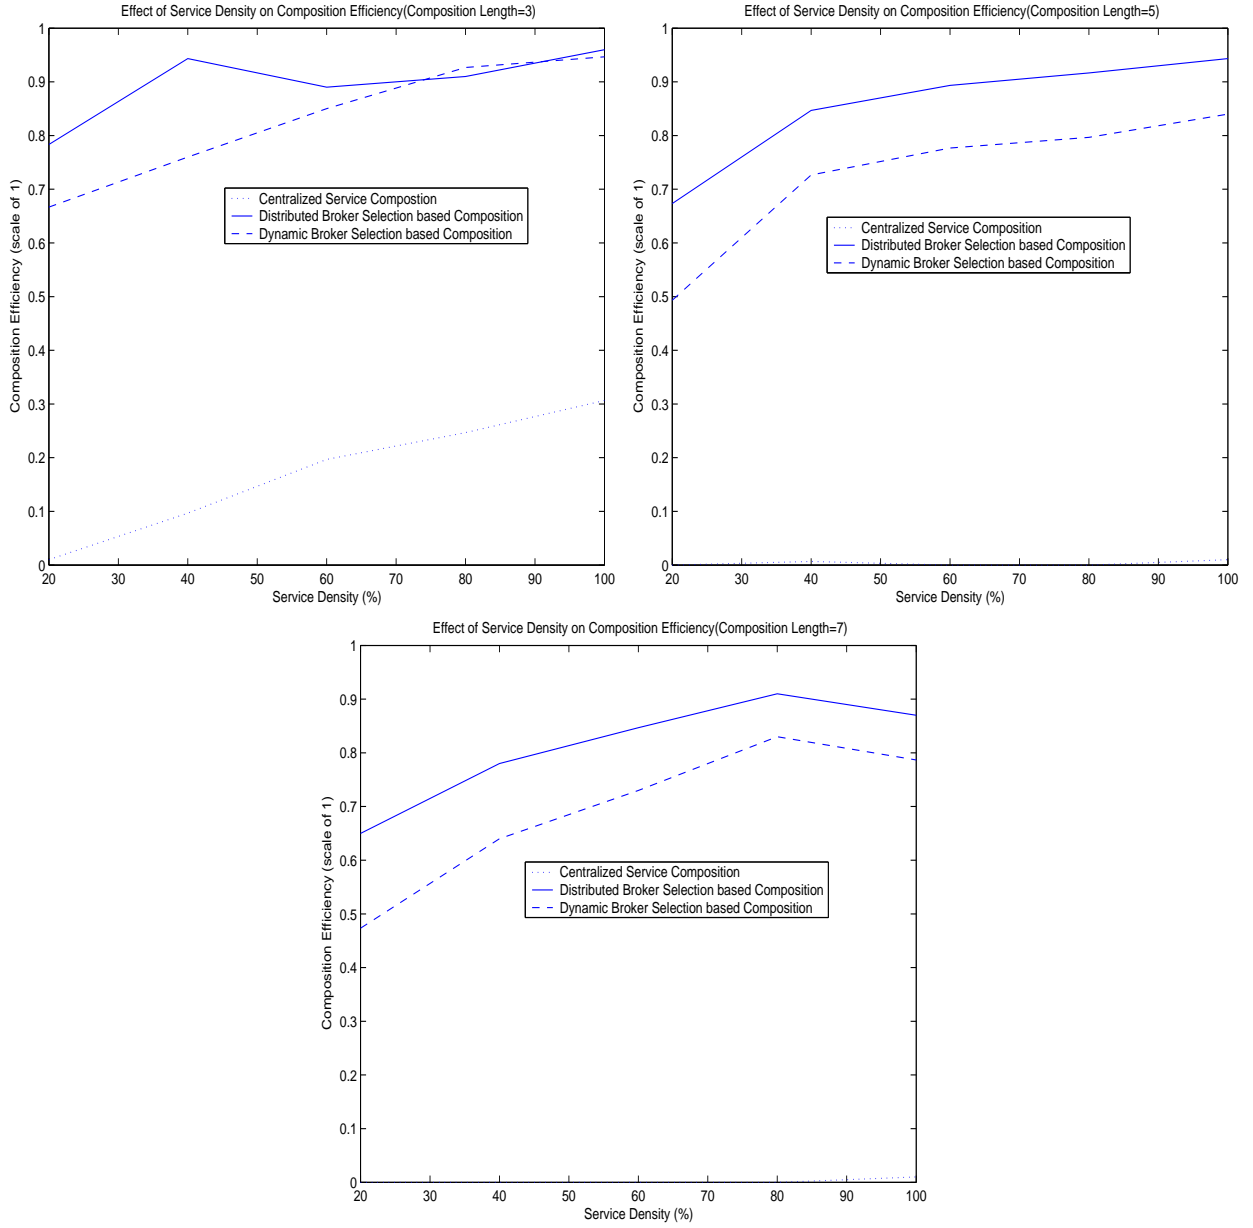 Effect of Service Density on Composition Efficiency(Composition Length=3)
1
0.9
0.8
0.7
0.6
0.5
0.4
0.3
0.2
0.1
0
Composition Efficiency (scale of 1)
Centralized Service Compostion
Distributed Broker Selection based Composition
Dynamic Broker Selection based Composition
20 30 40 50 60 70 80 90 100
Service Density (%)
Effect of Service Density on Composition Efficiency(Composition Length=5)
1
0.9
0.8
0.7
0.6
0.5
0.4
0.3
0.2
0.1
0
Composition Efficiency (scale of 1)
Centralized Service Composition
Distributed Broker Selection based Composition
Dynamic Broker Selection based Composition
20 30 40 50 60 70 80 90 100
Service Density (%)
Effect of Service Density on Composition Efficiency(Composition Length=7)
1
0.9
0.8
0.7
0.6
0.5
0.4
0.3
0.2
0.1
0
Composition Efficiency (scale of 1)
Centralized Service Composition
Distributed Broker Selection based Composition
Dynamic Broker Selection based Composition
20 30 40 50 60 70 80 90 100
Service Density (%)